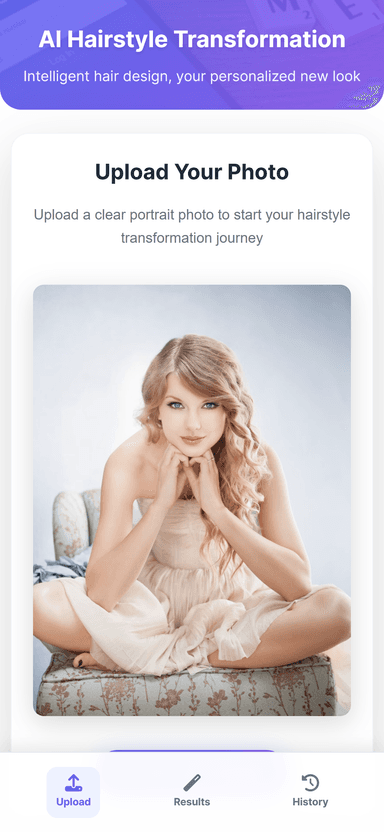 AI Hairstyle Transformation
Intelligent hair design, your personalized new look
Upload Your Photo
Upload a clear portrait photo to start your hairstyle
transformation journey
Upload
Results
History